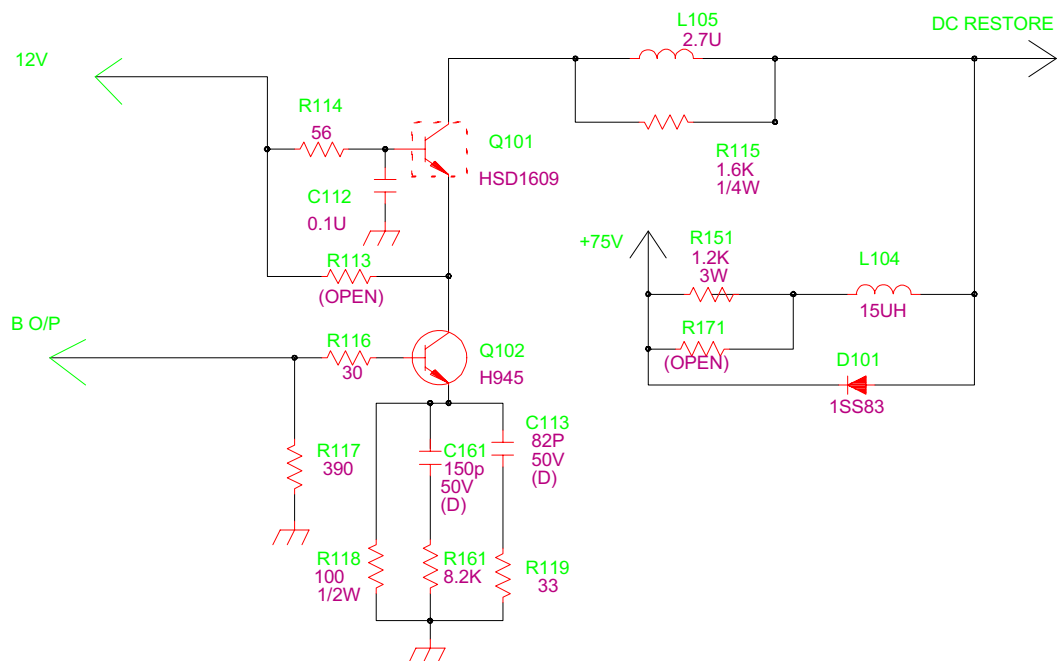 L105
2.7U
DC RESTORE
12V
R114
56
Q101
HSD1609
R115
1.6K
1/4W
C112
0.1U
+75V
R151
1.2K
3W
L104
15UH
R113
(OPEN)
B O/P
R116
30
Q102
H945
R171
(OPEN)
D101
1SS83
R117
390
C161
150p
50V
(D)
C113
82P
50V
(D)
R118
100
1/2W
R161
8.2K
R119
33